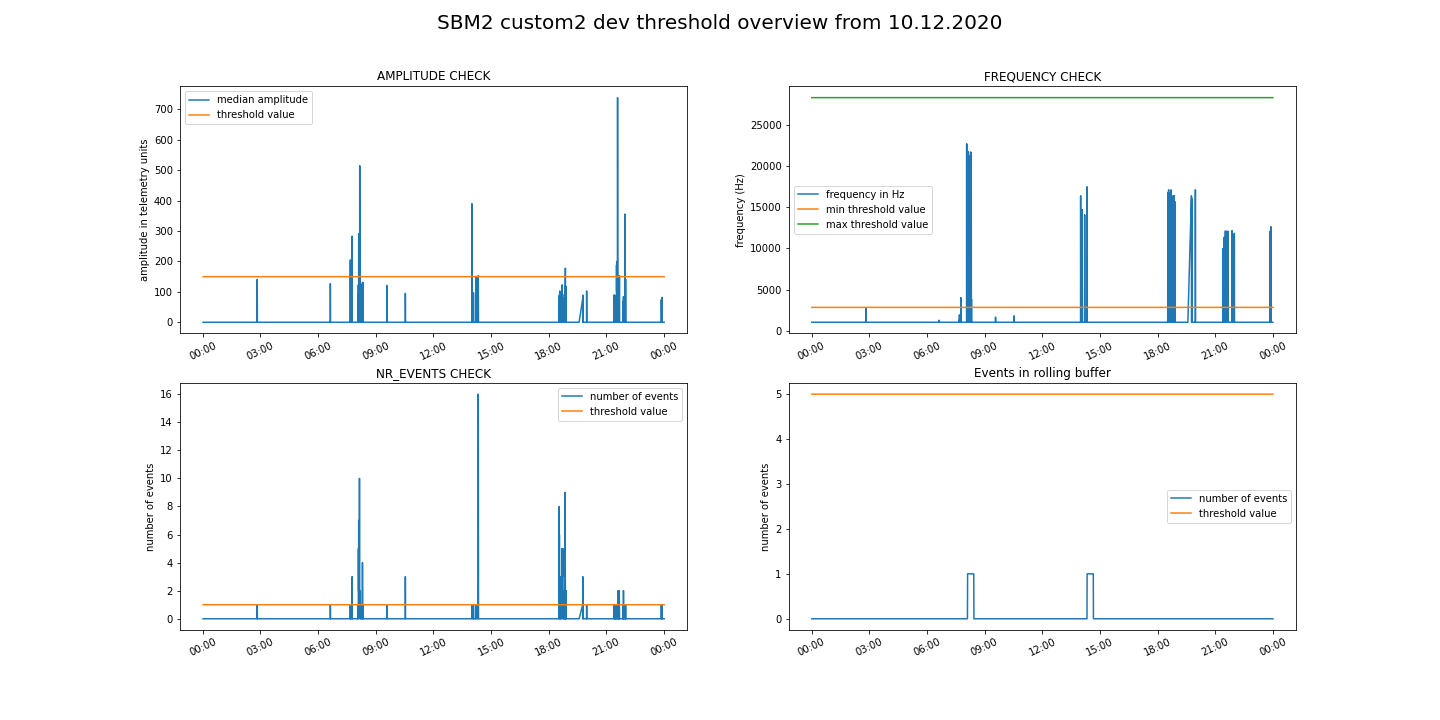 SBM2 custom2 dev threshold overview from 10.12.2020
AMPLITUDE CHECK
amplitude in telemetry units
median amplitude
threshold value
700
600
500
400
300
200
100
0
00:00 03:00 06:00 09:00 12:00 15:00 18:00 21:00 00:00
FREQUENCY CHECK
frequency (Hz)
frequency in Hz
min threshold value
max threshold value
25000
20000
15000
10000
5000
0
00:00 03:00 06:00 09:00 12:00 15:00 18:00 21:00 00:00
NR_EVENTS CHECK
number of events
number of events
threshold value
16
14
12
10
8
6
4
2
0
00:00 03:00 06:00 09:00 12:00 15:00 18:00 21:00 00:00
Events in rolling buffer
number of events
number of events
threshold value
5
4
3
2
1
0
00:00 03:00 06:00 09:00 12:00 15:00 18:00 21:00 00:00